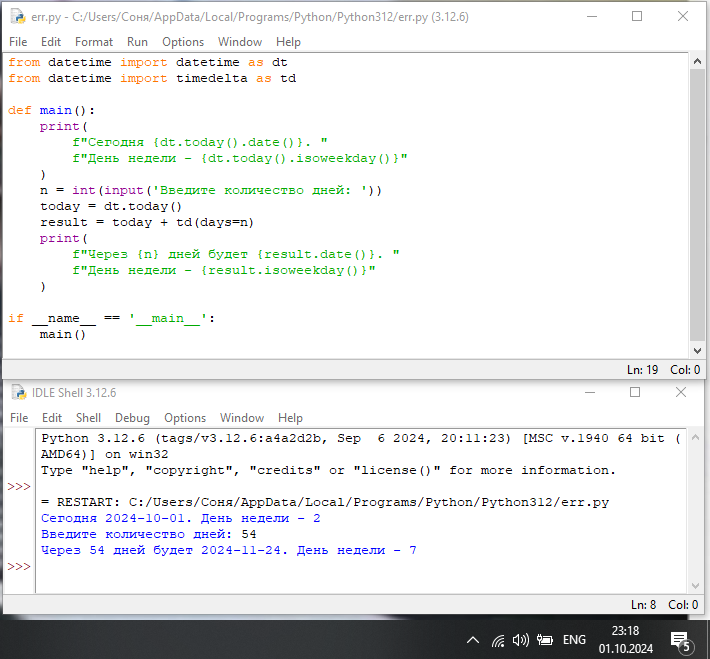 err.py - C:/Users/Соня/AppData/Local/Programs/Python/Python312/err.py (3.12.6)
File Edit Format Run Options Window Help
from datetime import datetime as dt
from datetime import timedelta as td
def main():
    print(
        f"Сегодня {dt.today().date()}. "
        f"День недели - {dt.today().isoweekday()}"
    )
    n = int(input('Введите количество дней: '))
    today = dt.today()
    result = today + td(days=n)
    print(
        f"Через {n} дней будет {result.date()}. "
        f"День недели - {result.isoweekday()}"
    )
if __name__ == '__main__':
    main()
Ln: 19 Col: 0
IDLE Shell 3.12.6
File Edit Shell Debug Options Window Help
Python 3.12.6 (tags/v3.12.6:a4a2d2b, Sep  6 2024, 20:11:23) [MSC v.1940 64 bit (
AMD64)] on win32
Type "help", "copyright", "credits" or "license()" for more information.
>>>
= RESTART: C:/Users/Соня/AppData/Local/Programs/Python/Python312/err.py
Сегодня 2024-10-01. День недели - 2
Введите количество дней: 54
Через 54 дней будет 2024-11-24. День недели - 7
>>>
Ln: 8 Col: 0
ENG
23:18
01.10.2024
5